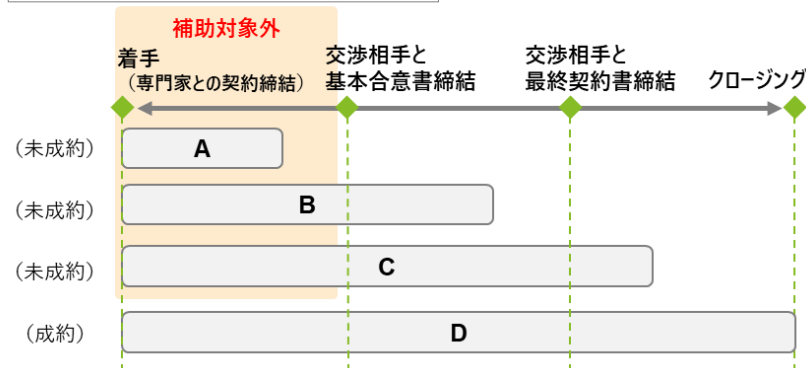 補助対象外
着手
(専門家との契約締結)
交渉相手と
基本合意書締結
交渉相手と
最終契約書締結
クロージング
(未成約)
A
(未成約)
B
(未成約)
C
(成約)
D